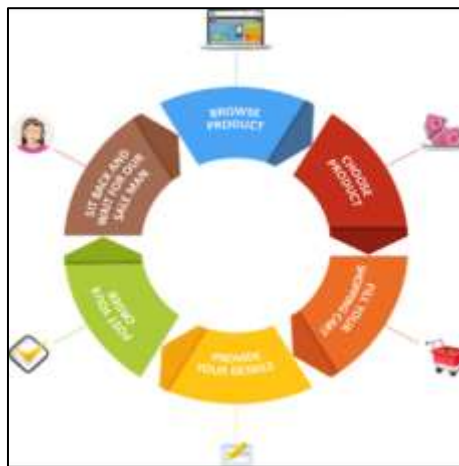 BROWSE
PRODUCT
CHOOSE
PRODUCT
FILL YOUR
SHOPPING CART
PROVIDE
YOUR DETAILS
POST YOUR
ORDER
SIT BACK AND
WAIT FOR OUR
SALE MAN